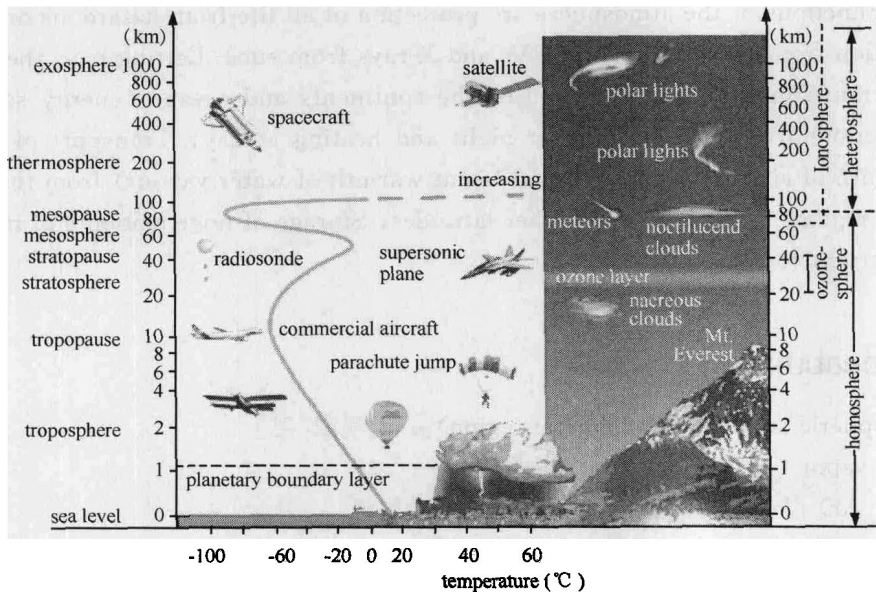 (km)
exosphere 1000
800
600
400
thermosphere 200
mesopause 100
80
mesosphere 60
stratopause 40
stratosphere
20
tropopause 10
8
6
4
troposphere 2
1
sea level 0
spacecraft
satellite
increasing
radiosonde
supersonic
plane
commercial aircraft
parachute jump
planetary boundary layer
polar lights
polar lights
meteors
noctilucend
clouds
ozone layer
nacreous
clouds
Mt.
Everest
(km)
1000
800
600
400
200
100
80
60
40
20
10
8
6
4
2
1
0
ionosphere
heterosphere
ozone-
sphere
homosphere
-100 -60 -20 0 20 40 60
temperature (℃)